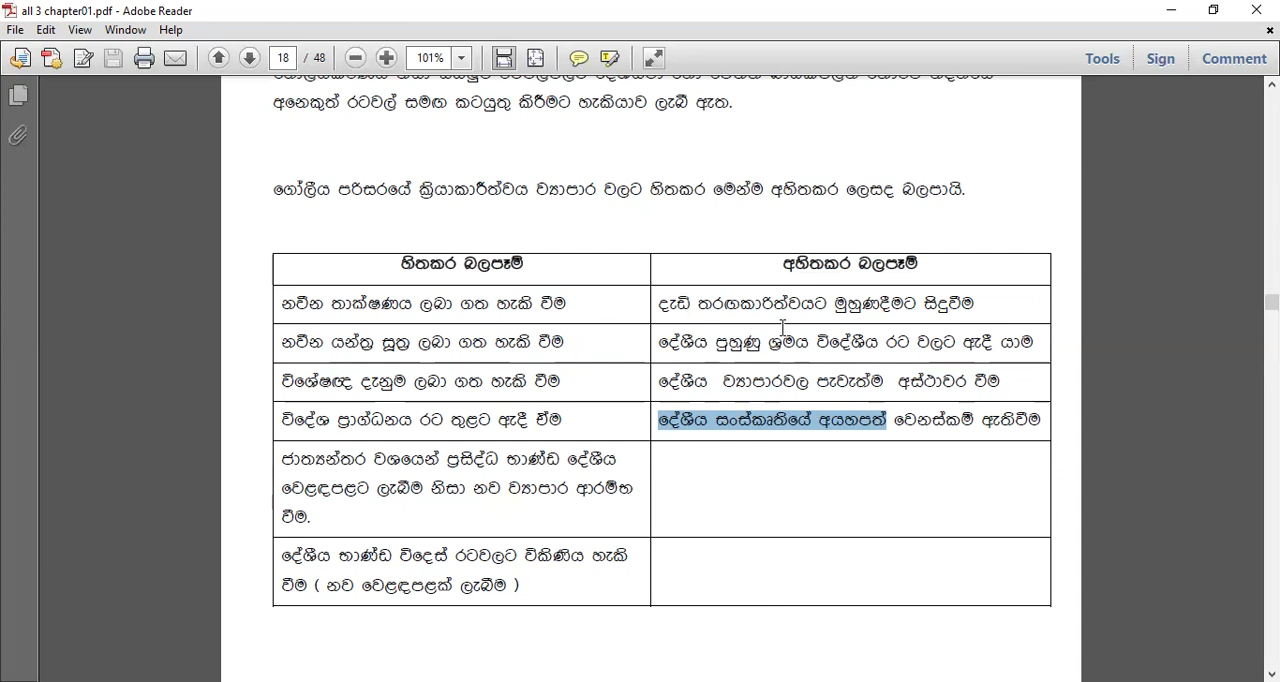 all 3 chapter01.pdf - Adobe Reader
File Edit View Window Help
18 / 48 101% Tools Sign Comment
අනෙකුත් රටවල් සමඟ කටයුතු කිරීමට හැකියාව ලැබී ඇත.
ගෝලීය පරිසරයේ ක්‍රියාකාරීත්වය ව්‍යාපාර වලට හිතකර මෙන්ම අහිතකර ලෙසද බලපායි.
හිතකර බලපෑම් අහිතකර බලපෑම්
නවීන තාක්ෂණය ලබා ගත හැකි වීම දැඩි තරඟකාරිත්වයට මුහුණදීමට සිදුවීම
නවීන යන්ත්‍ර සූත්‍ර ලබා ගත හැකි වීම දේශීය පුහුණු ශ්‍රමය විදේශීය රට වලට ඇදී යාම
විශේෂඥ දැනුම ලබා ගත හැකි වීම දේශීය ව්‍යාපාරවල පැවැත්ම අස්ථාවර වීම
විදේශ ප්‍රාග්ධනය රට තුළට ඇදී ඒම දේශීය සංස්කෘතියේ අයහපත් වෙනස්කම් ඇතිවීම
ජාත්‍යන්තර වශයෙන් ප්‍රසිද්ධ භාණ්ඩ දේශීය
වෙළඳපළට ලැබීම නිසා නව ව්‍යාපාර ආරම්භ
වීම.
දේශීය භාණ්ඩ විදෙස් රටවලට විකිණිය හැකි
වීම ( නව වෙළඳපළක් ලැබීම )